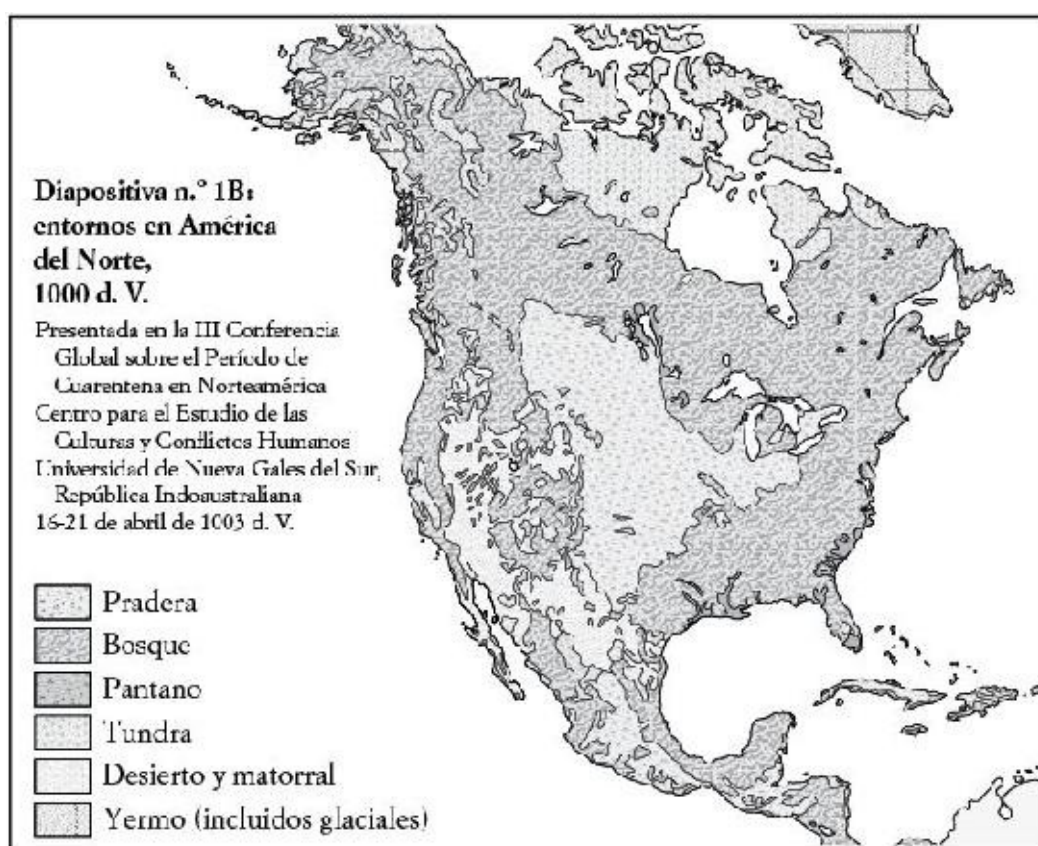 Diapositiva n.º 1B:
entornos en América
del Norte,
1000 d. V.
Presentada en la III Conferencia
Global sobre el Período de
Cuarentena en Norteamérica
Centro para el Estudio de las
Culturas y Conflictos Humanos
Universidad de Nueva Gales del Sur,
República Indoaustraliana
16-21 de abril de 1003 d. V.
Pradera
Bosque
Pantano
Tundra
Desierto y matorral
Yermo (incluidos glaciales)